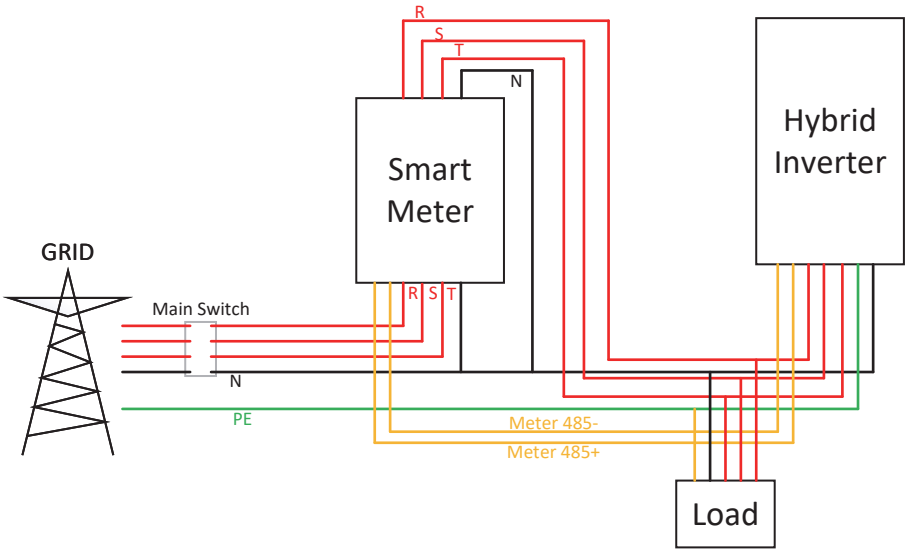 R
S
T
N
Hybrid
Inverter
Smart
Meter
GRID
R S T
Main Switch
N
PE
Meter 485-
Meter 485+
Load